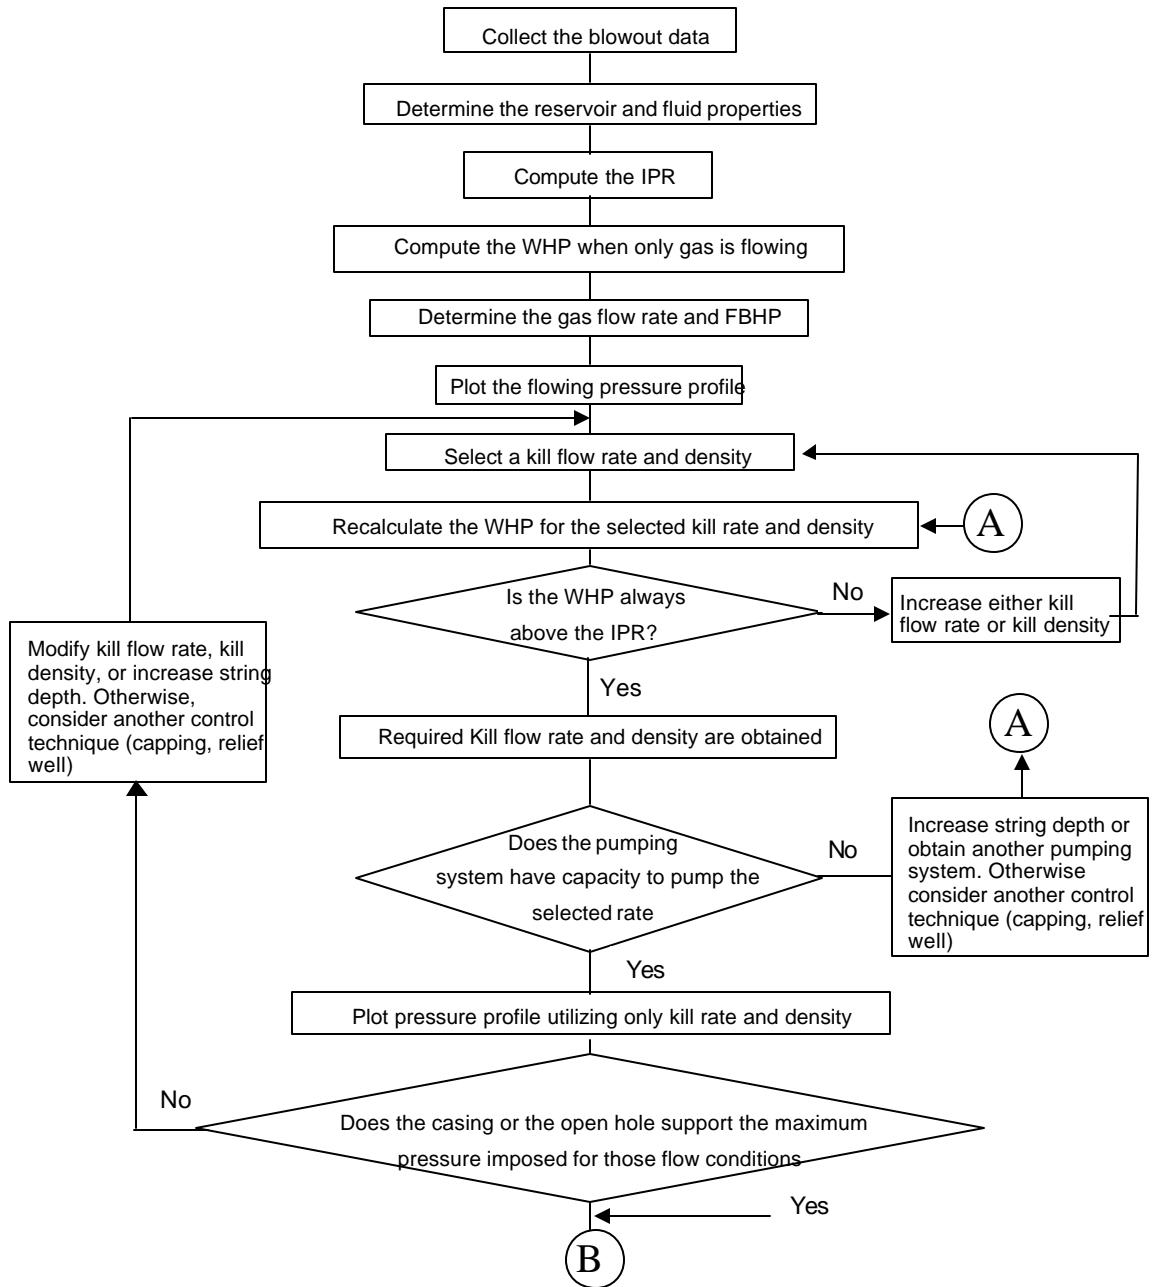 Collect the blowout data
Determine the reservoir and fluid properties
Compute the IPR
Compute the WHP when only gas is flowing
Determine the gas flow rate and FBHP
Plot the flowing pressure profile
Select a kill flow rate and density
Recalculate the WHP for the selected kill rate and density
A
Is the WHP always
above the IPR?
No
Increase either kill
flow rate or kill density
Modify kill flow rate, kill
density, or increase string
depth. Otherwise,
consider another control
technique (capping, relief
well)
Yes
Required Kill flow rate and density are obtained
A
Does the pumping
system have capacity to pump the
selected rate
No
Increase string depth or
obtain another pumping
system. Otherwise
consider another control
technique (capping, relief
well)
Yes
Plot pressure profile utilizing only kill rate and density
No
Does the casing or the open hole support the maximum
pressure imposed for those flow conditions
Yes
B